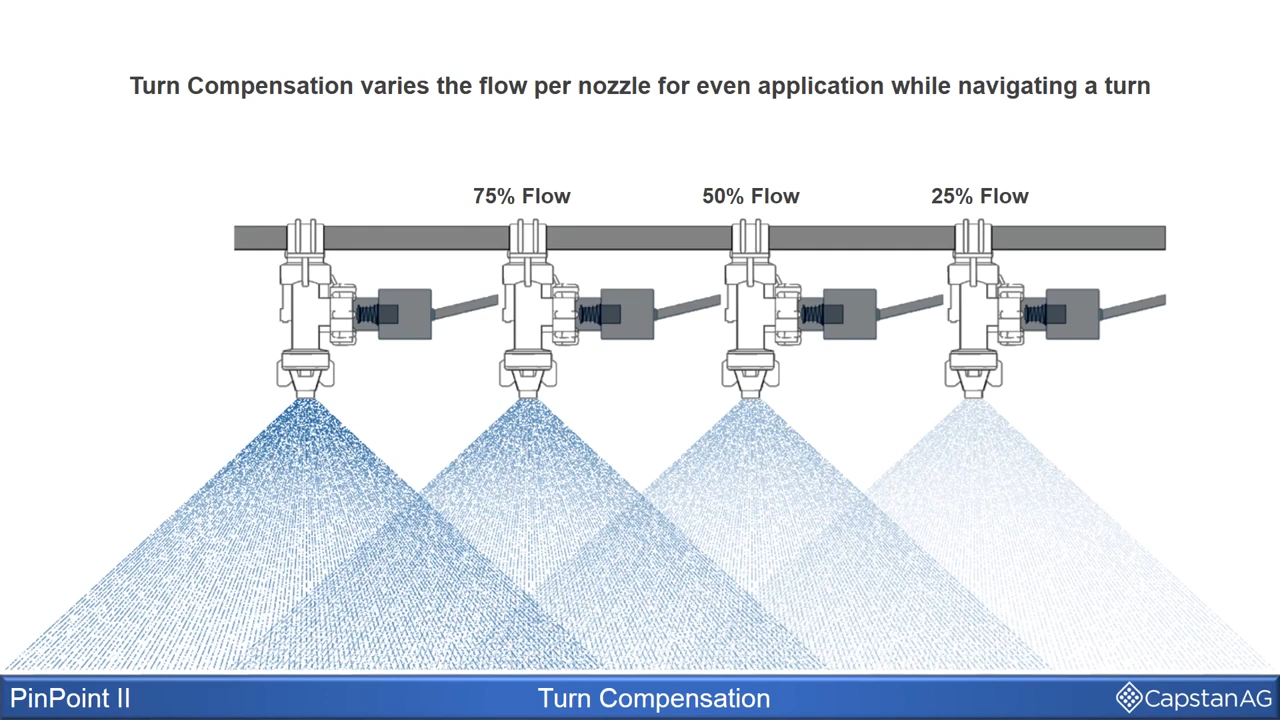 Turn Compensation varies the flow per nozzle for even application while navigating a turn
75% Flow
50% Flow
25% Flow
PinPoint II
Turn Compensation
CapstanAG